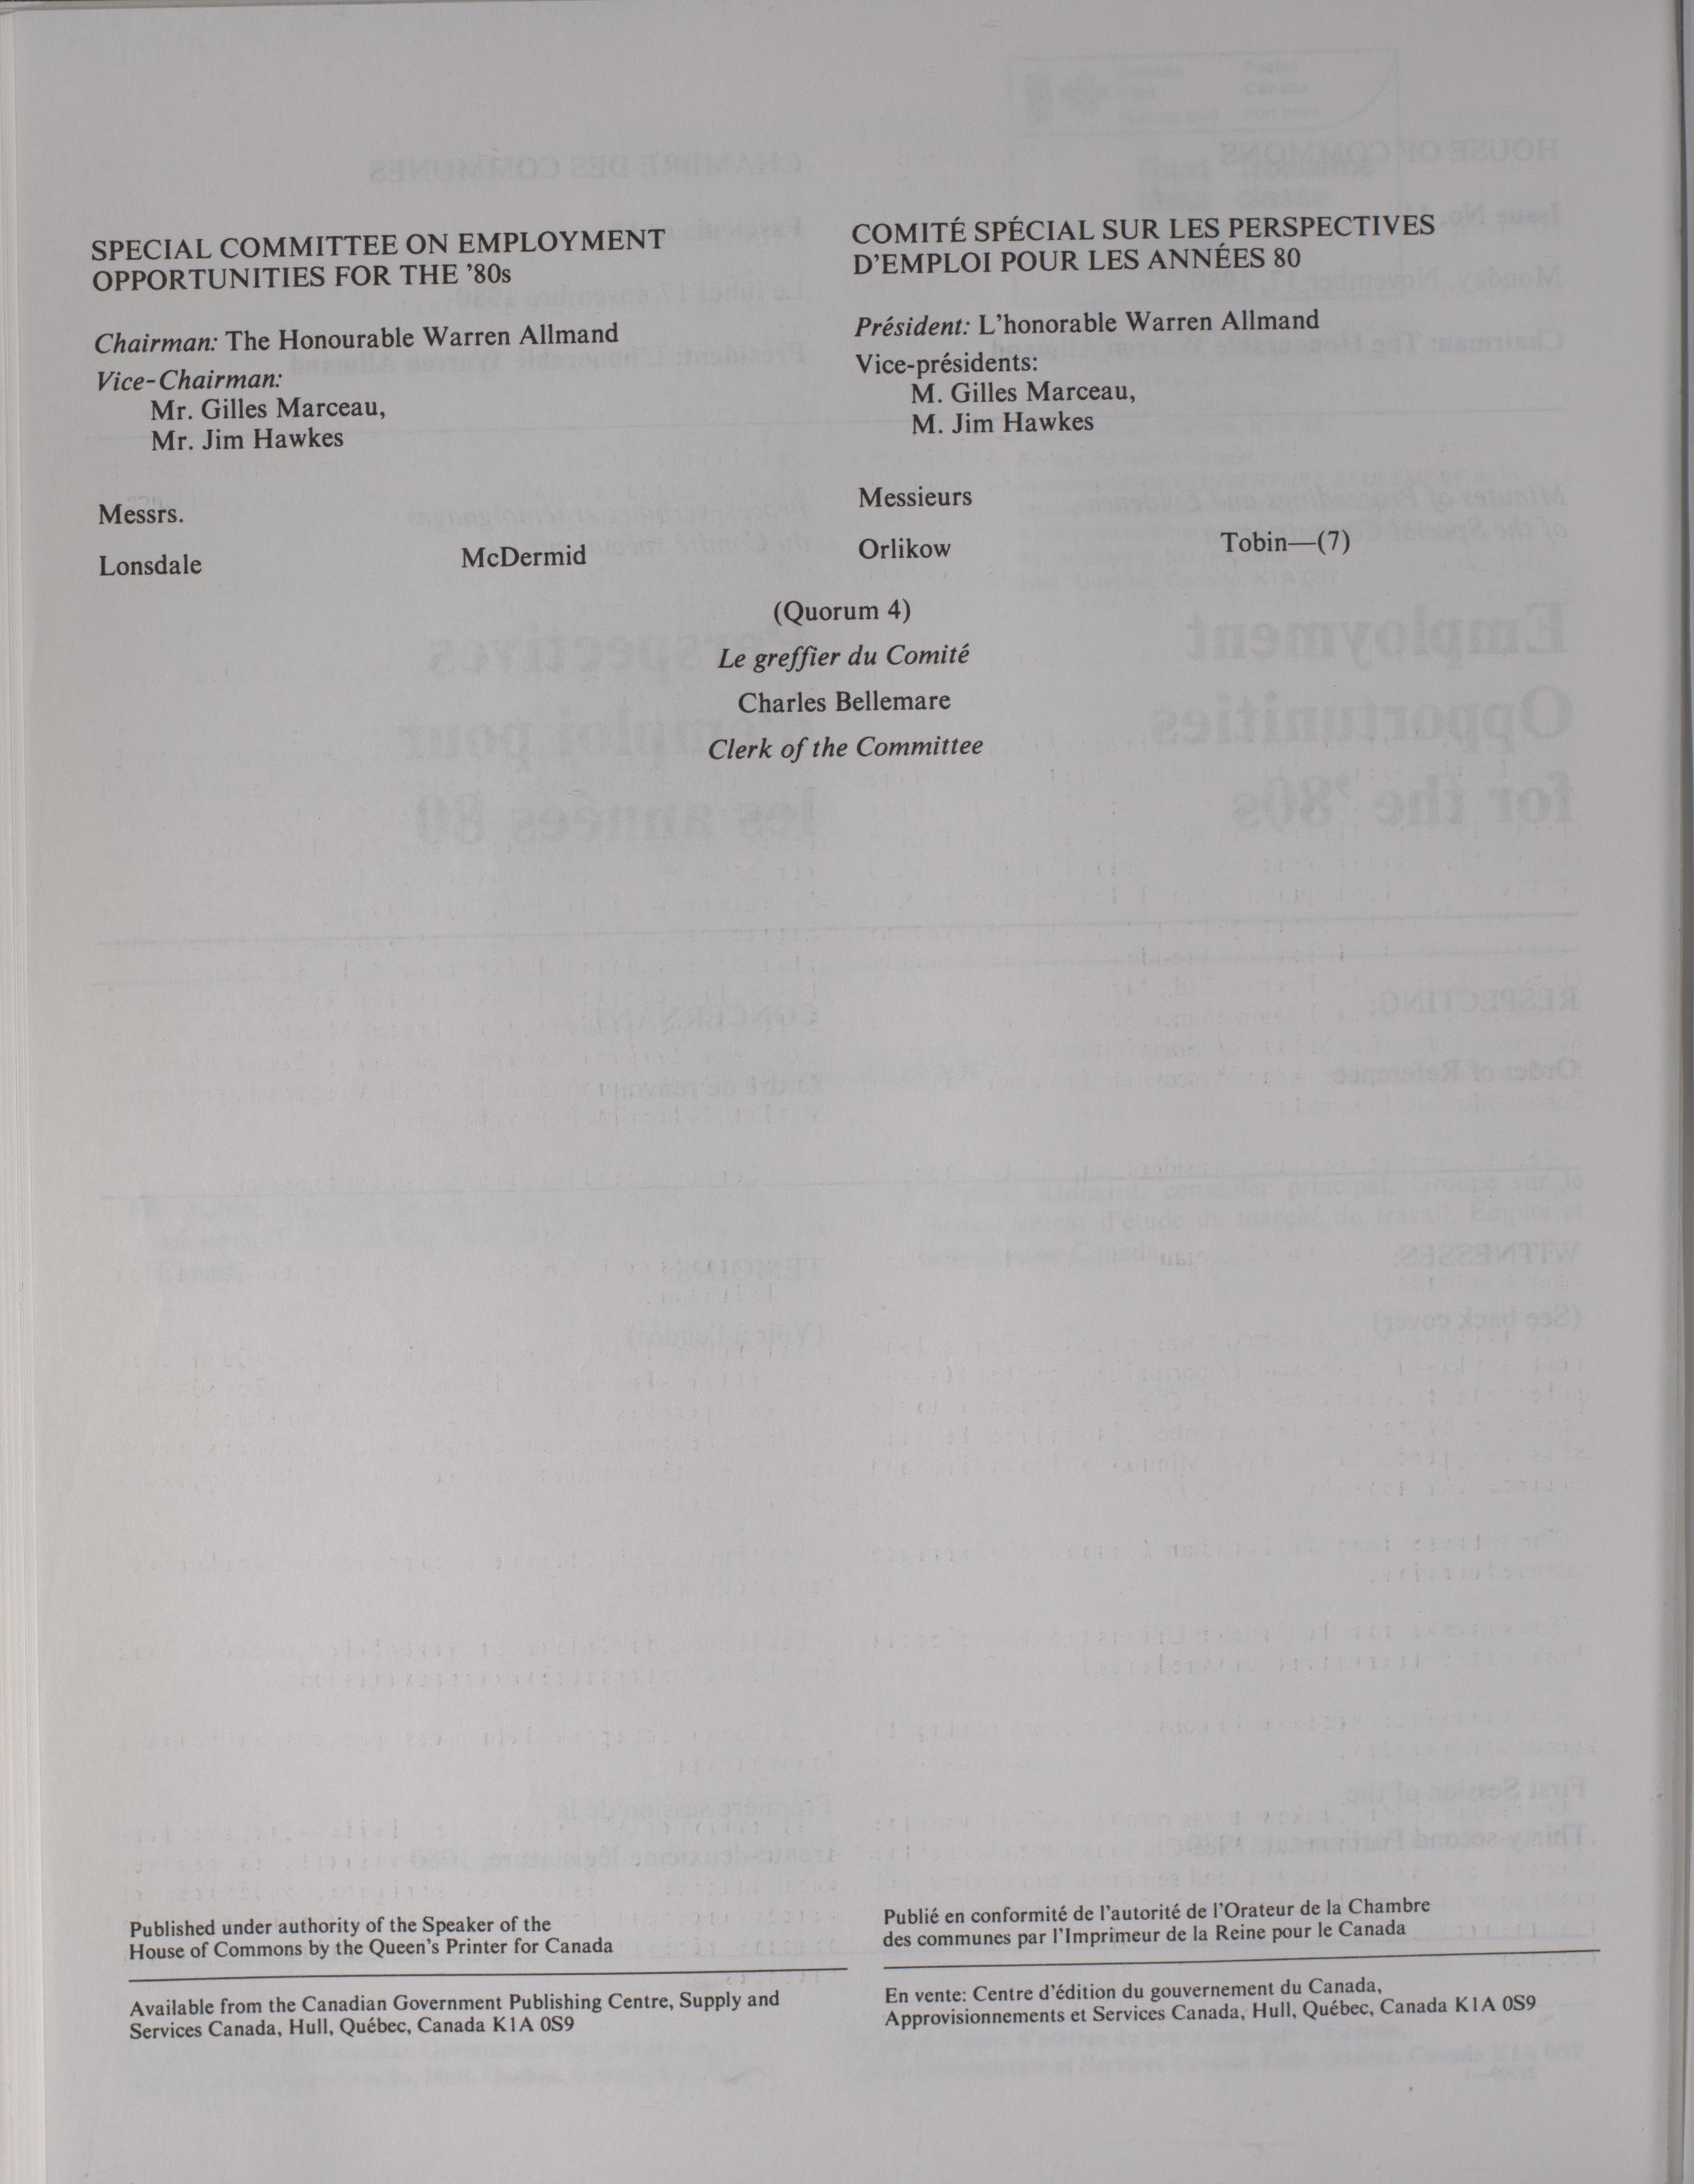 SPECIAL COMMITTEE ON EMPLOYMENT
OPPORTUNITIES FOR THE '80s
Chairman: The Honourable Warren Allmand
Vice-Chairman:
Mr. Gilles Marceau,
Mr. Jim Hawkes
COMITÉ SPÉCIAL SUR LES PERSPECTIVES
D'EMPLOI POUR LES ANNÉES 80
Président: L'honorable Warren Allmand
Vice-présidents:
M. Gilles Marceau,
M. Jim Hawkes
Messrs.
Messieurs
Lonsdale McDermid Orlikow Tobin—(7)
(Quorum 4)
Le greffier du Comité
Charles Bellemare
Clerk of the Committee
Published under authority of the Speaker of the
House of Commons by the Queen's Printer for Canada
Available from the Canadian Government Publishing Centre, Supply and
Services Canada, Hull, Québec, Canada K1A 0S9
Publié en conformité de l'autorité de l'Orateur de la Chambre
des communes par l'Imprimeur de la Reine pour le Canada
En vente: Centre d'édition du gouvernement du Canada,
Approvisionnements et Services Canada, Hull, Québec, Canada K1A 0S9